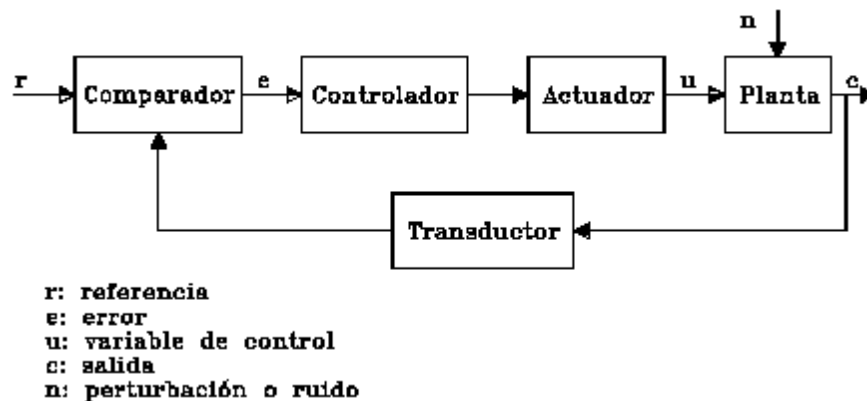 n
r
Comparador
e
Controlador
Actuador
u
Planta
c
Transductor
r: referencia
e: error
u: variable de control
c: salida
n: perturbación o ruido